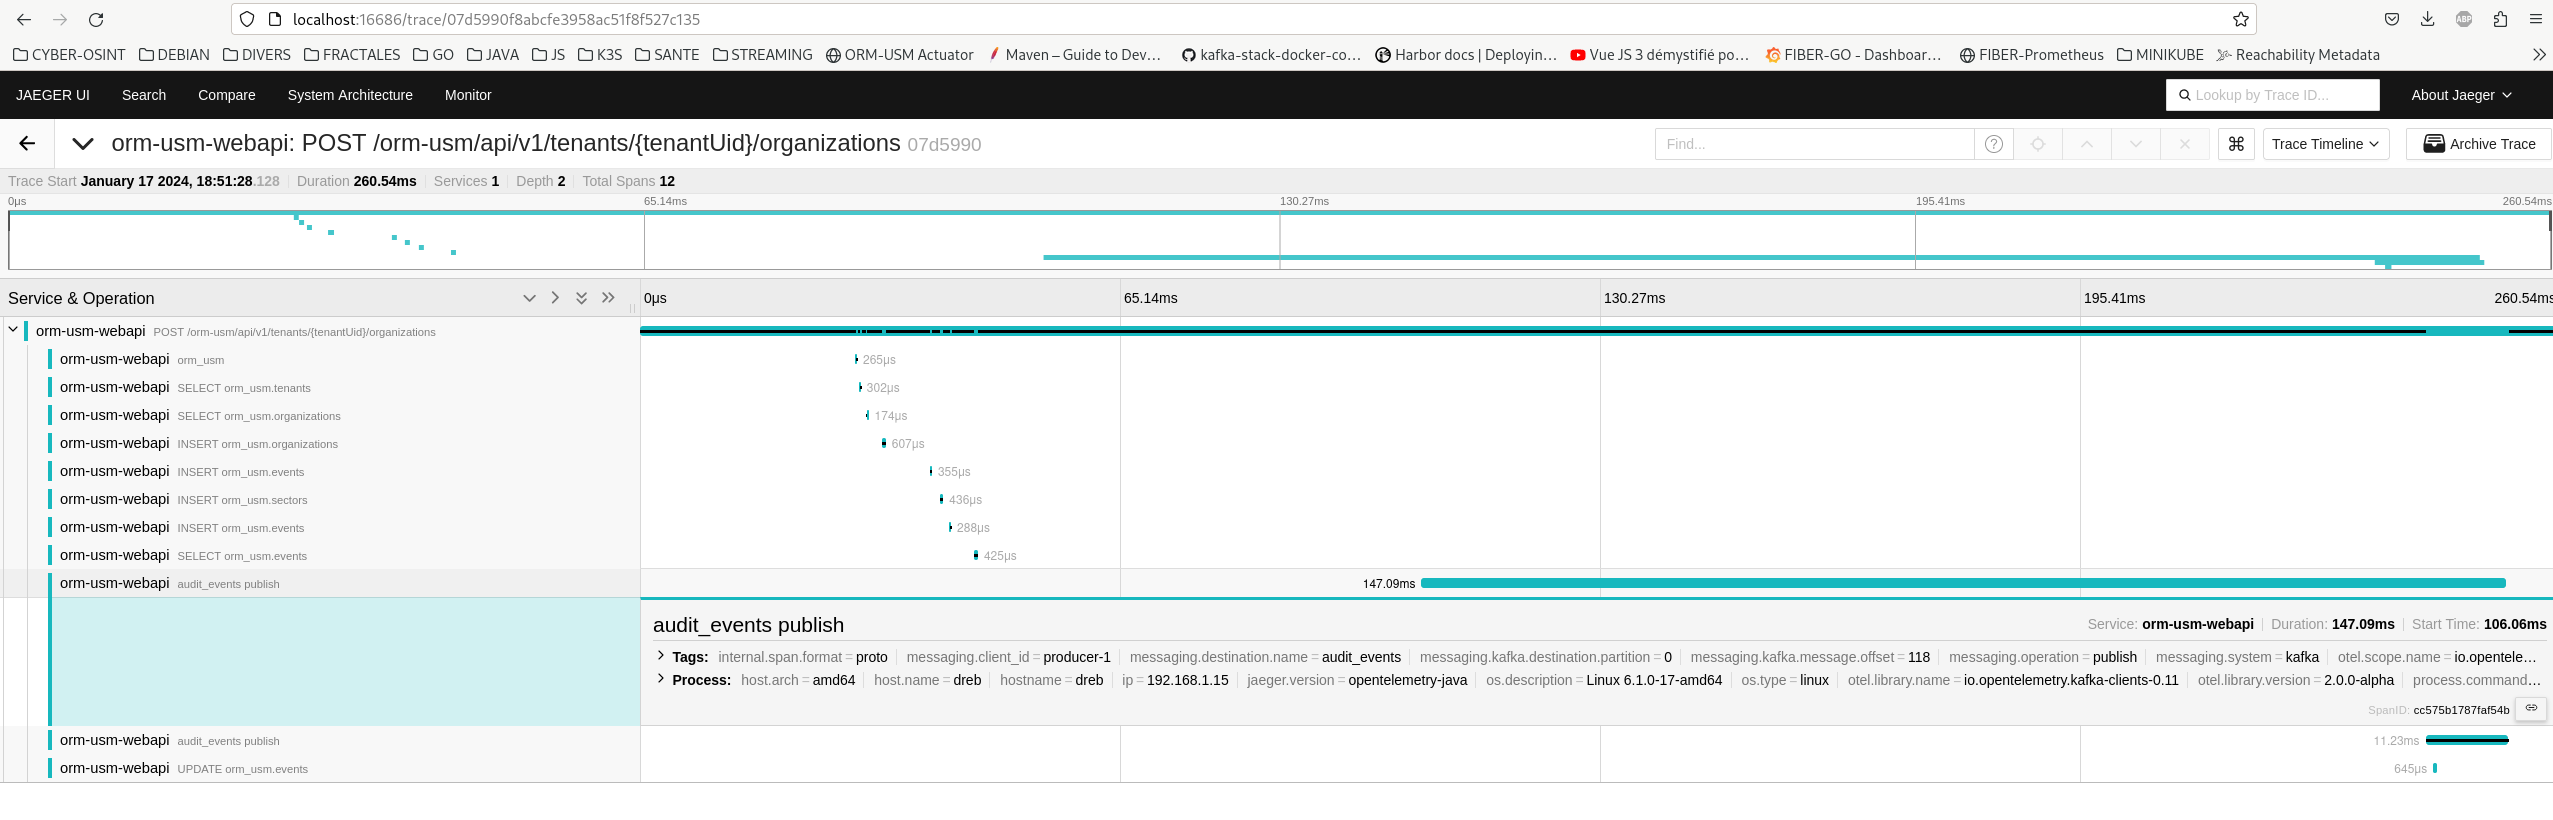 localhost:16686/trace/07d5990f8abcfe3958ac51f8f527c135
ABP
CYBER-OSINT DEBIAN DIVERS FRACTALES GO JAVA JS K3S SANTE STREAMING ORM-USM Actuator Maven – Guide to Dev… kafka-stack-docker-co… Harbor docs | Deployin… Vue JS 3 démystifié po… FIBER-GO - Dashboar… FIBER-Prometheus MINIKUBE Reachability Metadata
JAEGER UI Search Compare System Architecture Monitor Lookup by Trace ID... About Jaeger
orm-usm-webapi: POST /orm-usm/api/v1/tenants/{tenantUid}/organizations 07d5990 Find... ? ⌘ Trace Timeline Archive Trace
Trace Start January 17 2024, 18:51:28.128 Duration 260.54ms Services 1 Depth 2 Total Spans 12
0μs 65.14ms 130.27ms 195.41ms 260.54ms
Service & Operation 0μs 65.14ms 130.27ms 195.41ms 260.54ms
orm-usm-webapi POST /orm-usm/api/v1/tenants/{tenantUid}/organizations
orm-usm-webapi orm_usm 265μs
orm-usm-webapi SELECT orm_usm.tenants 302μs
orm-usm-webapi SELECT orm_usm.organizations 174μs
orm-usm-webapi INSERT orm_usm.organizations 607μs
orm-usm-webapi INSERT orm_usm.events 355μs
orm-usm-webapi INSERT orm_usm.sectors 436μs
orm-usm-webapi INSERT orm_usm.events 288μs
orm-usm-webapi SELECT orm_usm.events 425μs
orm-usm-webapi audit_events publish 147.09ms
audit_events publish Service: orm-usm-webapi Duration: 147.09ms Start Time: 106.06ms
Tags: internal.span.format = proto messaging.client_id = producer-1 messaging.destination.name = audit_events messaging.kafka.destination.partition = 0 messaging.kafka.message.offset = 118 messaging.operation = publish messaging.system = kafka otel.scope.name = io.opentele…
Process: host.arch = amd64 host.name = dreb hostname = dreb ip = 192.168.1.15 jaeger.version = opentelemetry-java os.description = Linux 6.1.0-17-amd64 os.type = linux otel.library.name = io.opentelemetry.kafka-clients-0.11 otel.library.version = 2.0.0-alpha process.command…
SpanID: cc575b1787faf54b
orm-usm-webapi audit_events publish 11.23ms
orm-usm-webapi UPDATE orm_usm.events 645μs